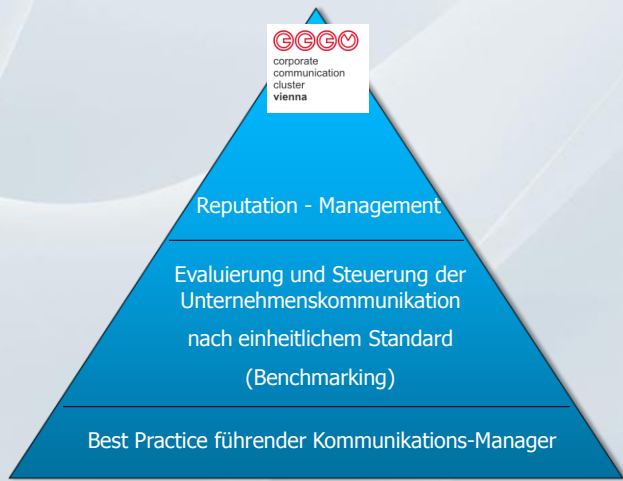 CCCV
corporate
communication
cluster
vienna
Reputation - Management
Evaluierung und Steuerung der
Unternehmenskommunikation
nach einheitlichem Standard
(Benchmarking)
Best Practice führender Kommunikations-Manager